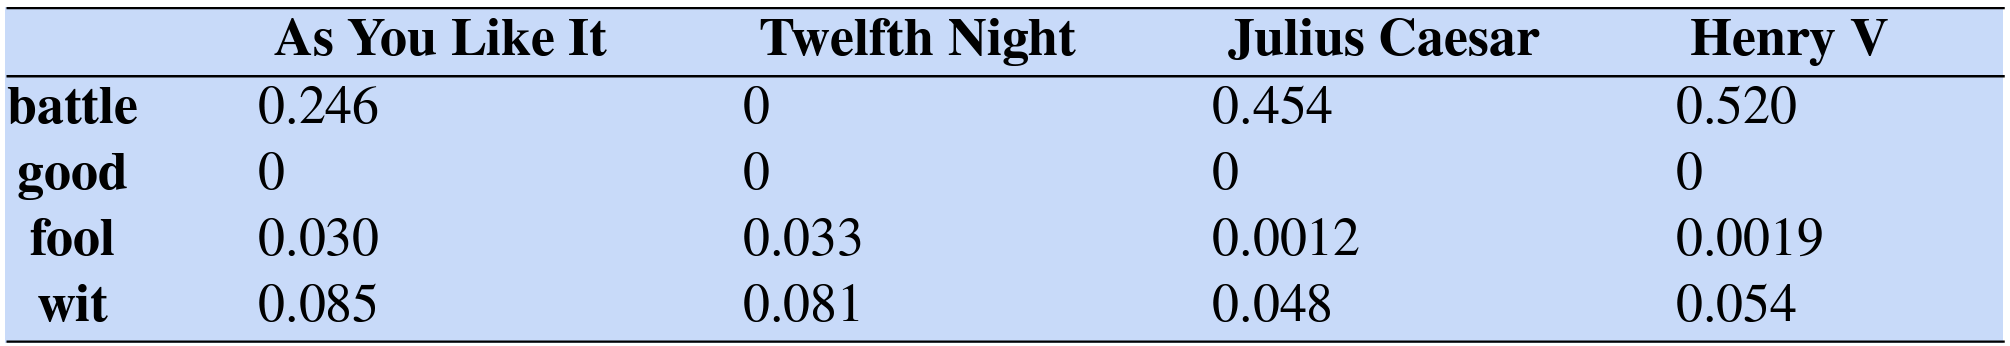 As You Like It Twelfth Night Julius Caesar Henry V
battle 0.246 0 0.454 0.520
good 0 0 0 0
fool 0.030 0.033 0.0012 0.0019
wit 0.085 0.081 0.048 0.054